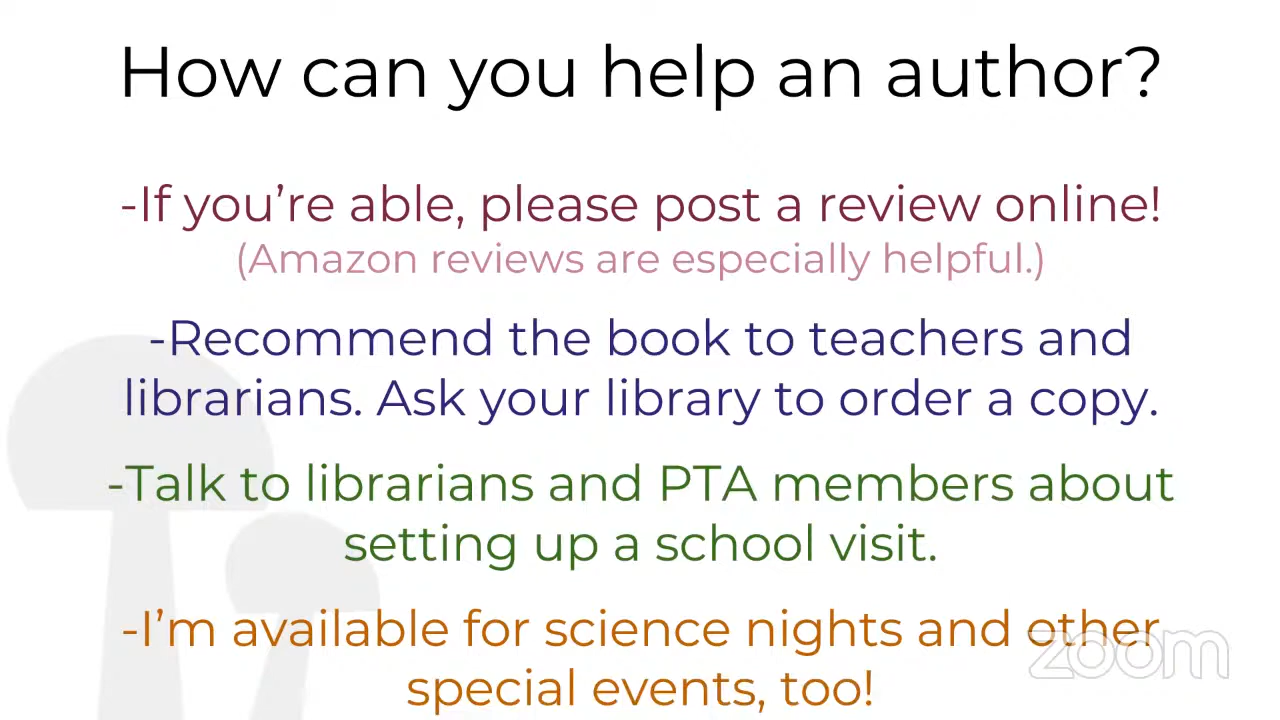 How can you help an author?
-If you’re able, please post a review online!
(Amazon reviews are especially helpful.)
-Recommend the book to teachers and
librarians. Ask your library to order a copy.
-Talk to librarians and PTA members about
setting up a school visit.
-I’m available for science nights and other
special events, too!
zoom